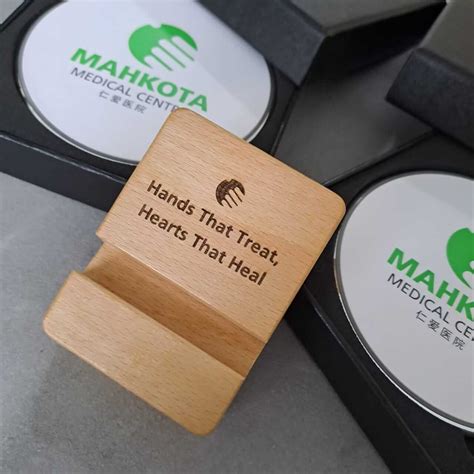 MAHKOTA
MEDICAL CENT
仁爱医院
Hands That Treat,
Hearts That Heal
MAHKOTA
MEDICAL CEN
仁爱医院